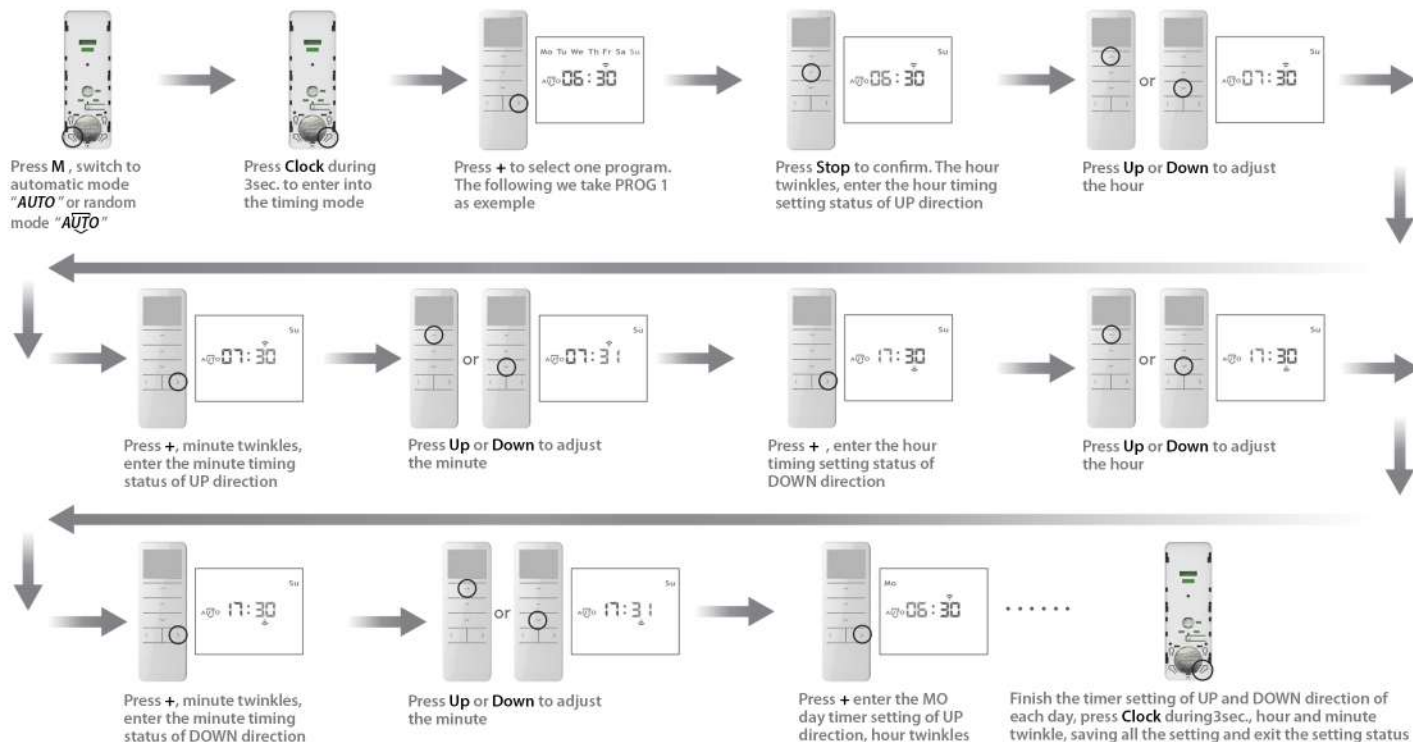 Mo Tu We Th Fr Sa Su
06:30
Su
06:30
or
Su
07:30
Press M , switch to
automatic mode
"AUTO" or random
mode "AUTO"
Press Clock during
3sec. to enter into
the timing mode
Press + to select one program.
The following we take PROG 1
as exemple
Press Stop to confirm. The hour
twinkles, enter the hour timing
setting status of UP direction
Press Up or Down to adjust
the hour
Su
07:30
or
Su
07:31
Su
17:30
or
Su
17:30
Press +, minute twinkles,
enter the minute timing
status of UP direction
Press Up or Down to adjust
the minute
Press + , enter the hour
timing setting status of
DOWN direction
Press Up or Down to adjust
the hour
Su
17:30
or
Su
17:31
Mo
06:30
......
Press +, minute twinkles,
enter the minute timing
status of DOWN direction
Press Up or Down to adjust
the minute
Press + enter the MO
day timer setting of UP
direction, hour twinkles
Finish the timer setting of UP and DOWN direction of
each day, press Clock during3sec., hour and minute
twinkle, saving all the setting and exit the setting status